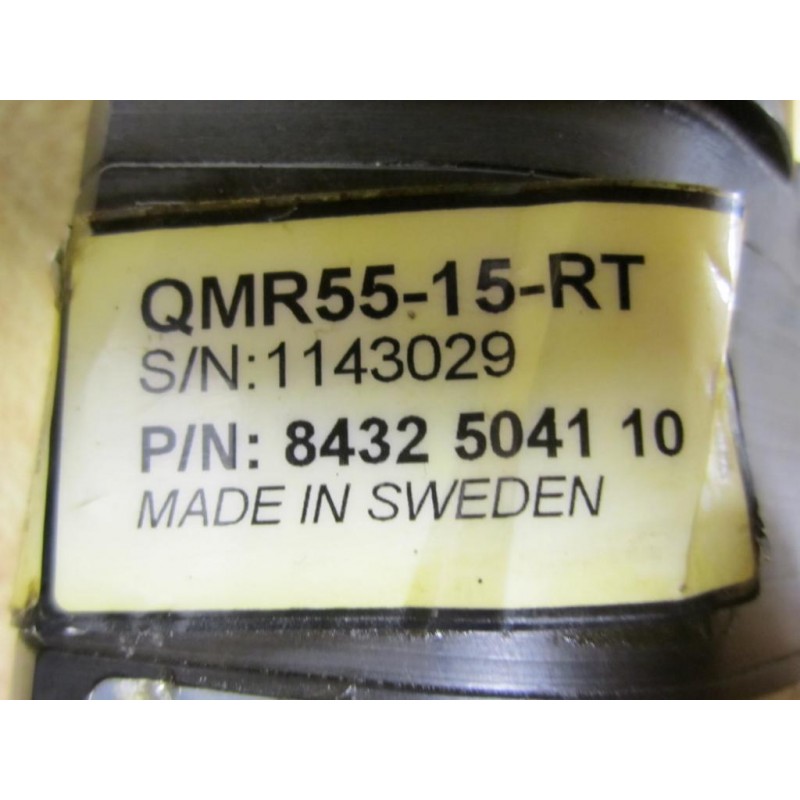 QMR55-15-RT
S/N:1143029
P/N: 8432 5041 10
MADE IN SWEDEN